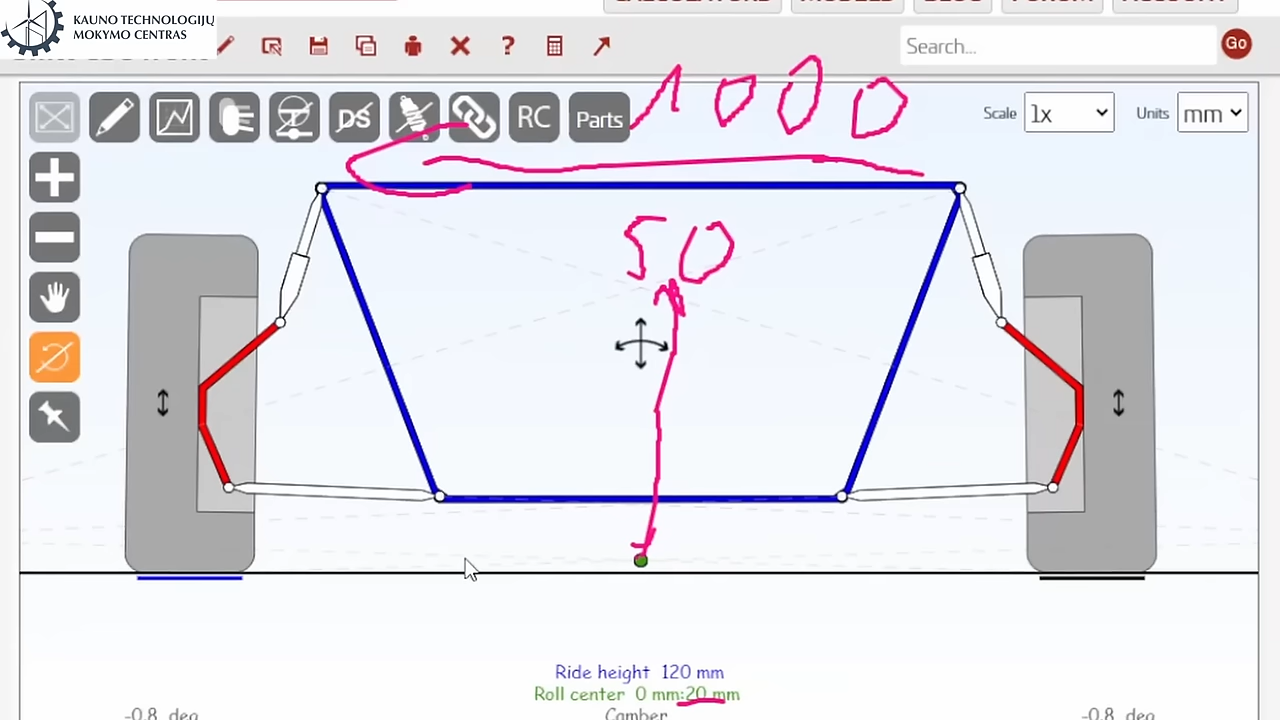 KAUNO TECHNOLOGIJŲ
MOKYMO CENTRAS
Search...
Go
DS
RC
Parts
1000
Scale 1x
Units mm
50
Ride height 120 mm
Roll center 0 mm:20 mm
-0.8 deg
Camber
-0.8 deg